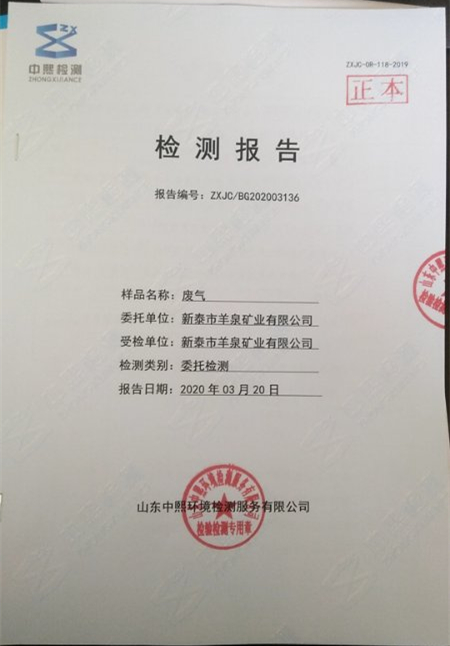 ZX
中熙检测
ZHONGXIJIANCE
ZXJC-08-118-2019
正本
检测报告
报告编号：ZXJC/BG202003136
样品名称：废气
委托单位：新泰市羊泉矿业有限公司
受检单位：新泰市羊泉矿业有限公司
检测类别：委托检测
报告日期：2020 年 03 月 20 日
山东中熙环境检测服务有限公司
检验检测专用章